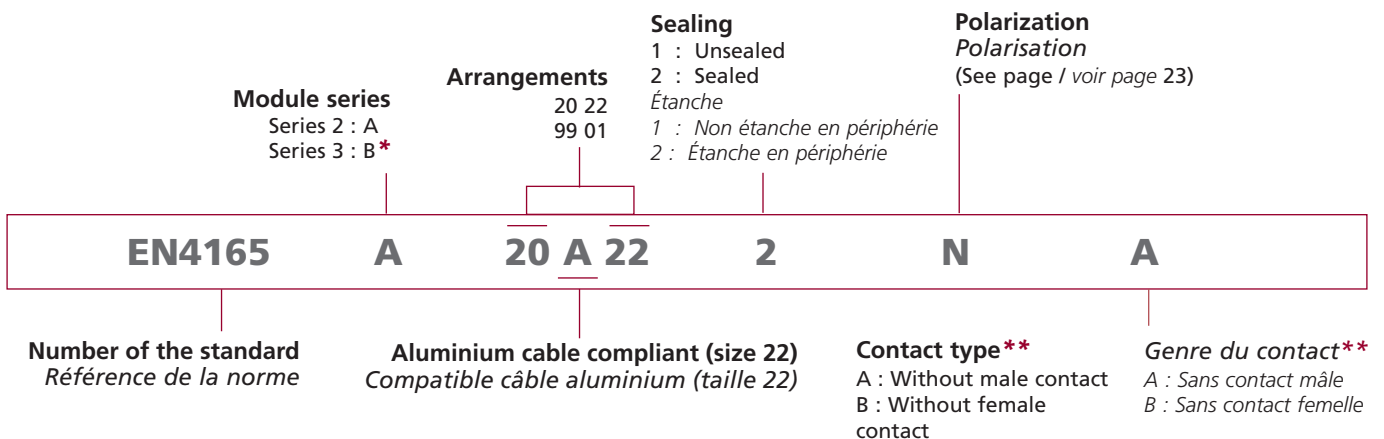 Module series
Series 2 : A
Series 3 : B*
Arrangements
20 22
99 01
Sealing
1 : Unsealed
2 : Sealed
Étanche
1 : Non étanche en périphérie
2 : Étanche en périphérie
Polarization
Polarisation
(See page / voir page 23)
EN4165 A 20 A 22 2 N A
Number of the standard
Référence de la norme
Aluminium cable compliant (size 22)
Compatible câble aluminium (taille 22)
Contact type**
A : Without male contact
B : Without female
contact
Genre du contact**
A : Sans contact mâle
B : Sans contact femelle